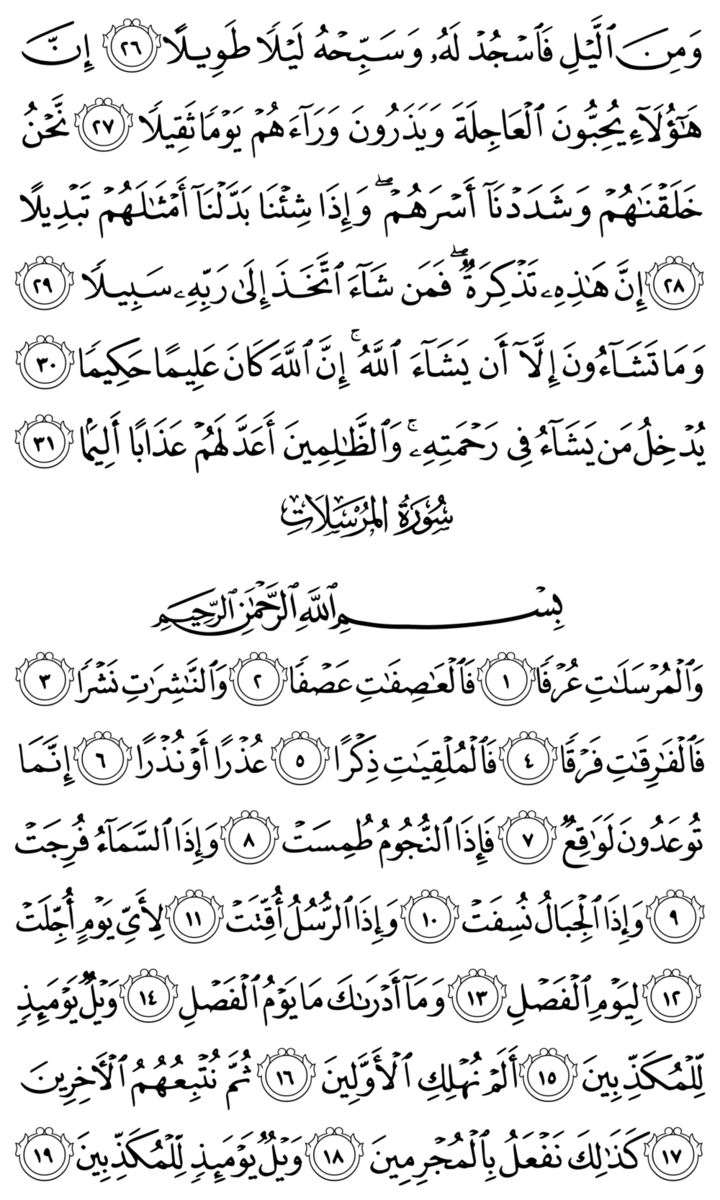 وَمِنَ ٱلَّيۡلِ فَٱسۡجُدۡ لَهُۥ وَسَبِّحۡهُ لَيۡلًا طَوِيلًا ٢٦ إِنَّ
هَٰٓؤُلَآءِ يُحِبُّونَ ٱلۡعَاجِلَةَ وَيَذَرُونَ وَرَآءَهُمۡ يَوۡمًا ثَقِيلًا ٢٧ نَّحۡنُ
خَلَقۡنَٰهُمۡ وَشَدَدۡنَآ أَسۡرَهُمۡۖ وَإِذَا شِئۡنَا بَدَّلۡنَآ أَمۡثَٰلَهُمۡ تَبۡدِيلًا
٢٨ إِنَّ هَٰذِهِۦ تَذۡكِرَةٞۖ فَمَن شَآءَ ٱتَّخَذَ إِلَىٰ رَبِّهِۦ سَبِيلًا ٢٩
وَمَا تَشَآءُونَ إِلَّآ أَن يَشَآءَ ٱللَّهُۚ إِنَّ ٱللَّهَ كَانَ عَلِيمًا حَكِيمًا ٣٠
يُدۡخِلُ مَن يَشَآءُ فِي رَحۡمَتِهِۦۚ وَٱلظَّٰلِمِينَ أَعَدَّ لَهُمۡ عَذَابًا أَلِيمَۢا ٣١
سُورَةُ المُرۡسَلَاتِ
بِسۡمِ ٱللَّهِ ٱلرَّحۡمَٰنِ ٱلرَّحِيمِ
وَٱلۡمُرۡسَلَٰتِ عُرۡفٗا ١ فَٱلۡعَٰصِفَٰتِ عَصۡفٗا ٢ وَٱلنَّٰشِرَٰتِ نَشۡرٗا ٣
فَٱلۡفَٰرِقَٰتِ فَرۡقٗا ٤ فَٱلۡمُلۡقِيَٰتِ ذِكۡرًا ٥ عُذۡرًا أَوۡ نُذۡرًا ٦ إِنَّمَا
تُوعَدُونَ لَوَٰقِعٞ ٧ فَإِذَا ٱلنُّجُومُ طُمِسَتۡ ٨ وَإِذَا ٱلسَّمَآءُ فُرِجَتۡ
٩ وَإِذَا ٱلۡجِبَالُ نُسِفَتۡ ١٠ وَإِذَا ٱلرُّسُلُ أُقِّتَتۡ ١١ لِأَيِّ يَوۡمٍ أُجِّلَتۡ
١٢ لِيَوۡمِ ٱلۡفَصۡلِ ١٣ وَمَآ أَدۡرَىٰكَ مَا يَوۡمُ ٱلۡفَصۡلِ ١٤ وَيۡلٞ يَوۡمَئِذٖ
لِّلۡمُكَذِّبِينَ ١٥ أَلَمۡ نُهۡلِكِ ٱلۡأَوَّلِينَ ١٦ ثُمَّ نُتۡبِعُهُمُ ٱلۡأٓخِرِينَ
١٧ كَذَٰلِكَ نَفۡعَلُ بِٱلۡمُجۡرِمِينَ ١٨ وَيۡلٞ يَوۡمَئِذٖ لِّلۡمُكَذِّبِينَ ١٩